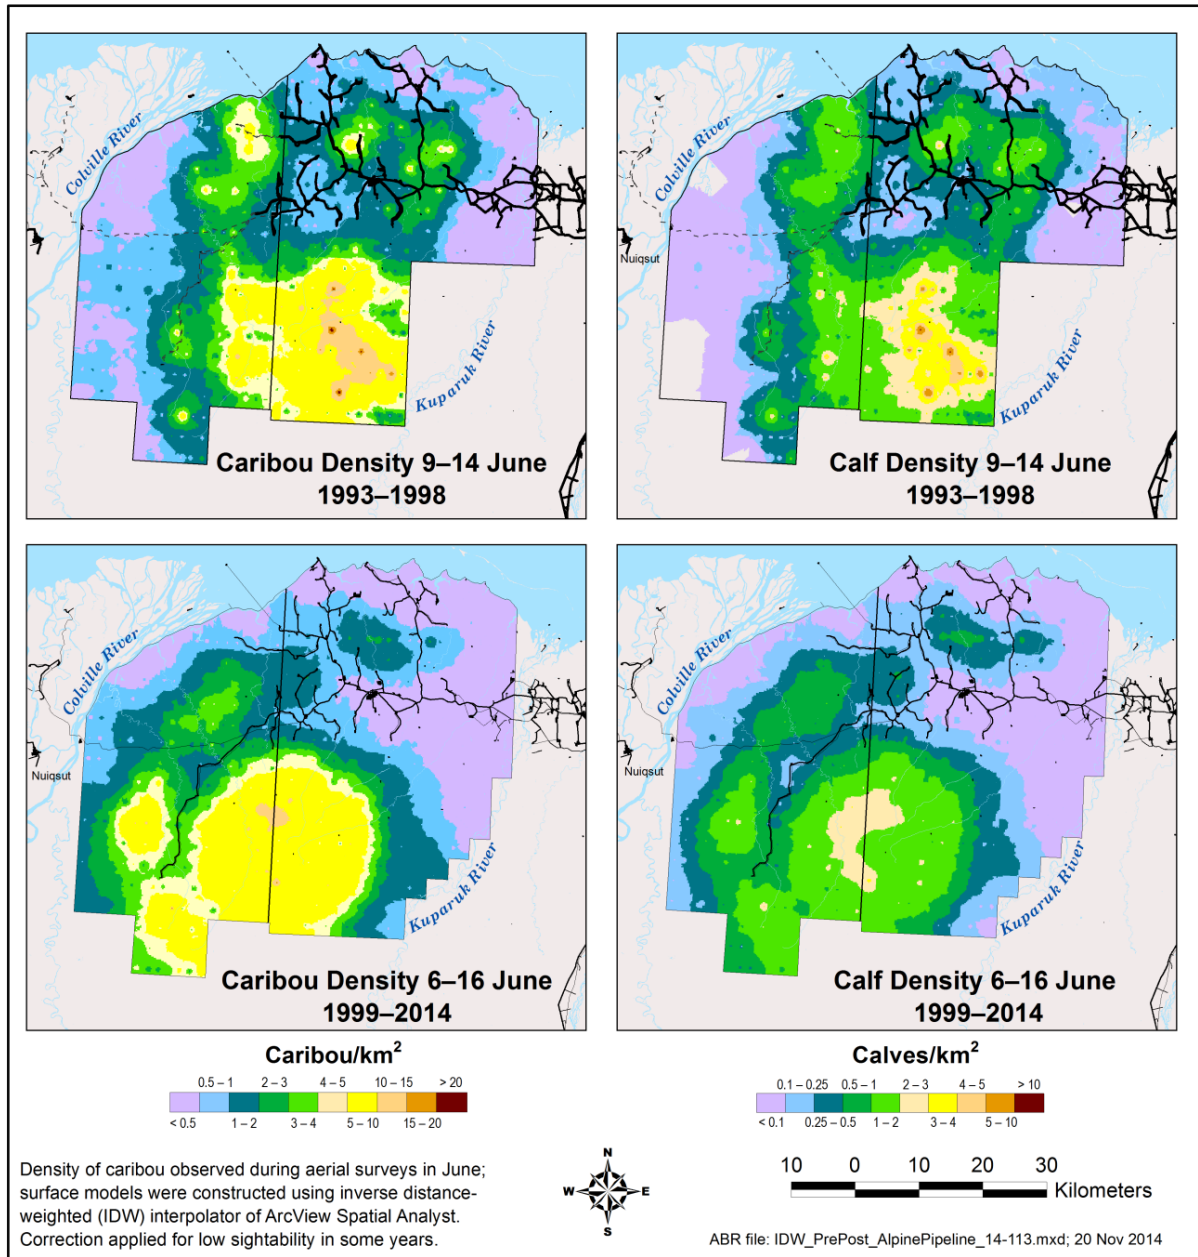 Colville River
Kuparuk River
Caribou Density 9–14 June
1993–1998
Colville River
Nuiqsut
Kuparuk River
Calf Density 9–14 June
1993–1998
Colville River
Nuiqsut
Kuparuk River
Caribou Density 6–16 June
1999–2014
Colville River
Nuiqsut
Kuparuk River
Calf Density 6–16 June
1999–2014
Nuiqsut
Caribou/km²
0.5 – 1 2 – 3 4 – 5 10 – 15 > 20
< 0.5 1 – 2 3 – 4 5 – 10 15 – 20
Calves/km²
0.1 – 0.25 0.5 – 1 2 – 3 4 – 5 > 10
< 0.1 0.25 – 0.5 1 – 2 3 – 4 5 – 10
Density of caribou observed during aerial surveys in June;
surface models were constructed using inverse distance-
weighted (IDW) interpolator of ArcView Spatial Analyst.
Correction applied for low sightability in some years.
N
W E
S
10 0 10 20 30
Kilometers
ABR file: IDW_PrePost_AlpinePipeline_14-113.mxd; 20 Nov 2014